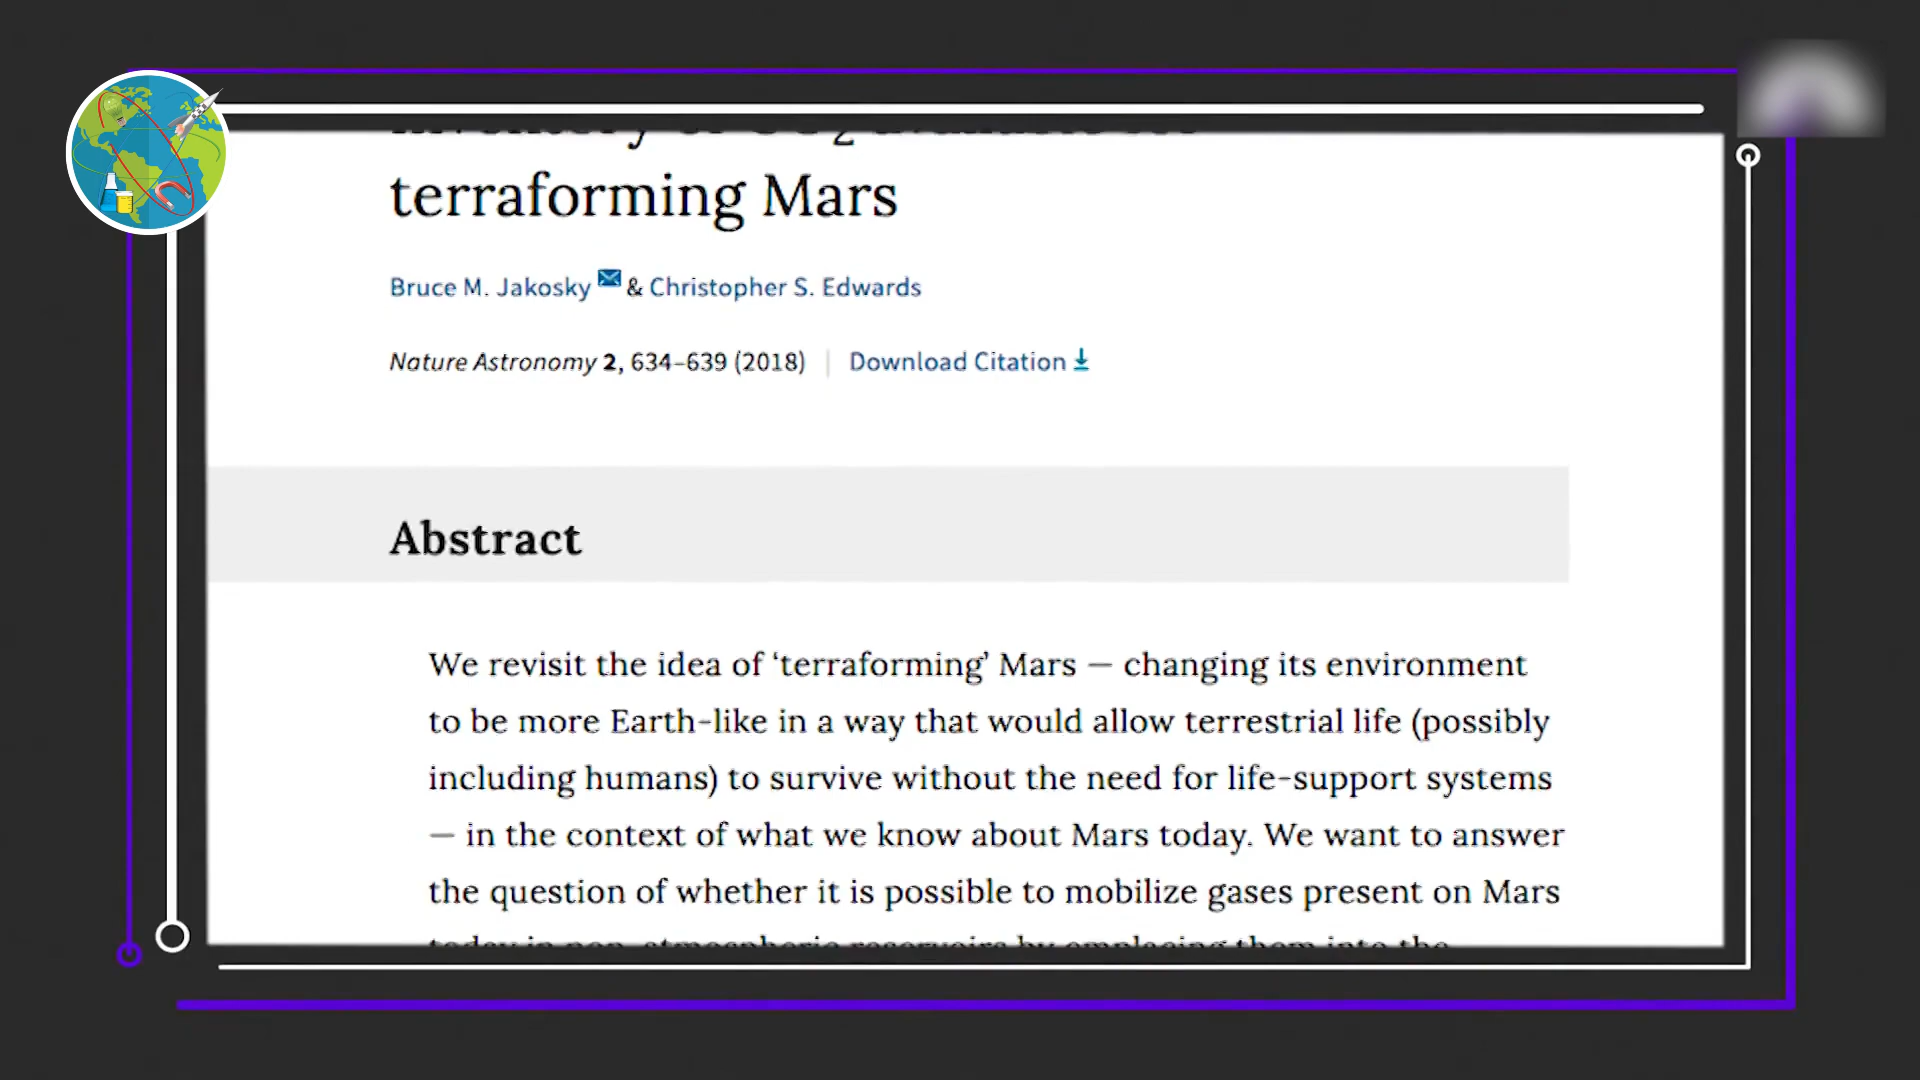 terraforming Mars
Bruce M. Jakosky & Christopher S. Edwards
Nature Astronomy 2, 634–639 (2018) | Download Citation
Abstract
We revisit the idea of ‘terraforming’ Mars — changing its environment
to be more Earth-like in a way that would allow terrestrial life (possibly
including humans) to survive without the need for life-support systems
— in the context of what we know about Mars today. We want to answer
the question of whether it is possible to mobilize gases present on Mars